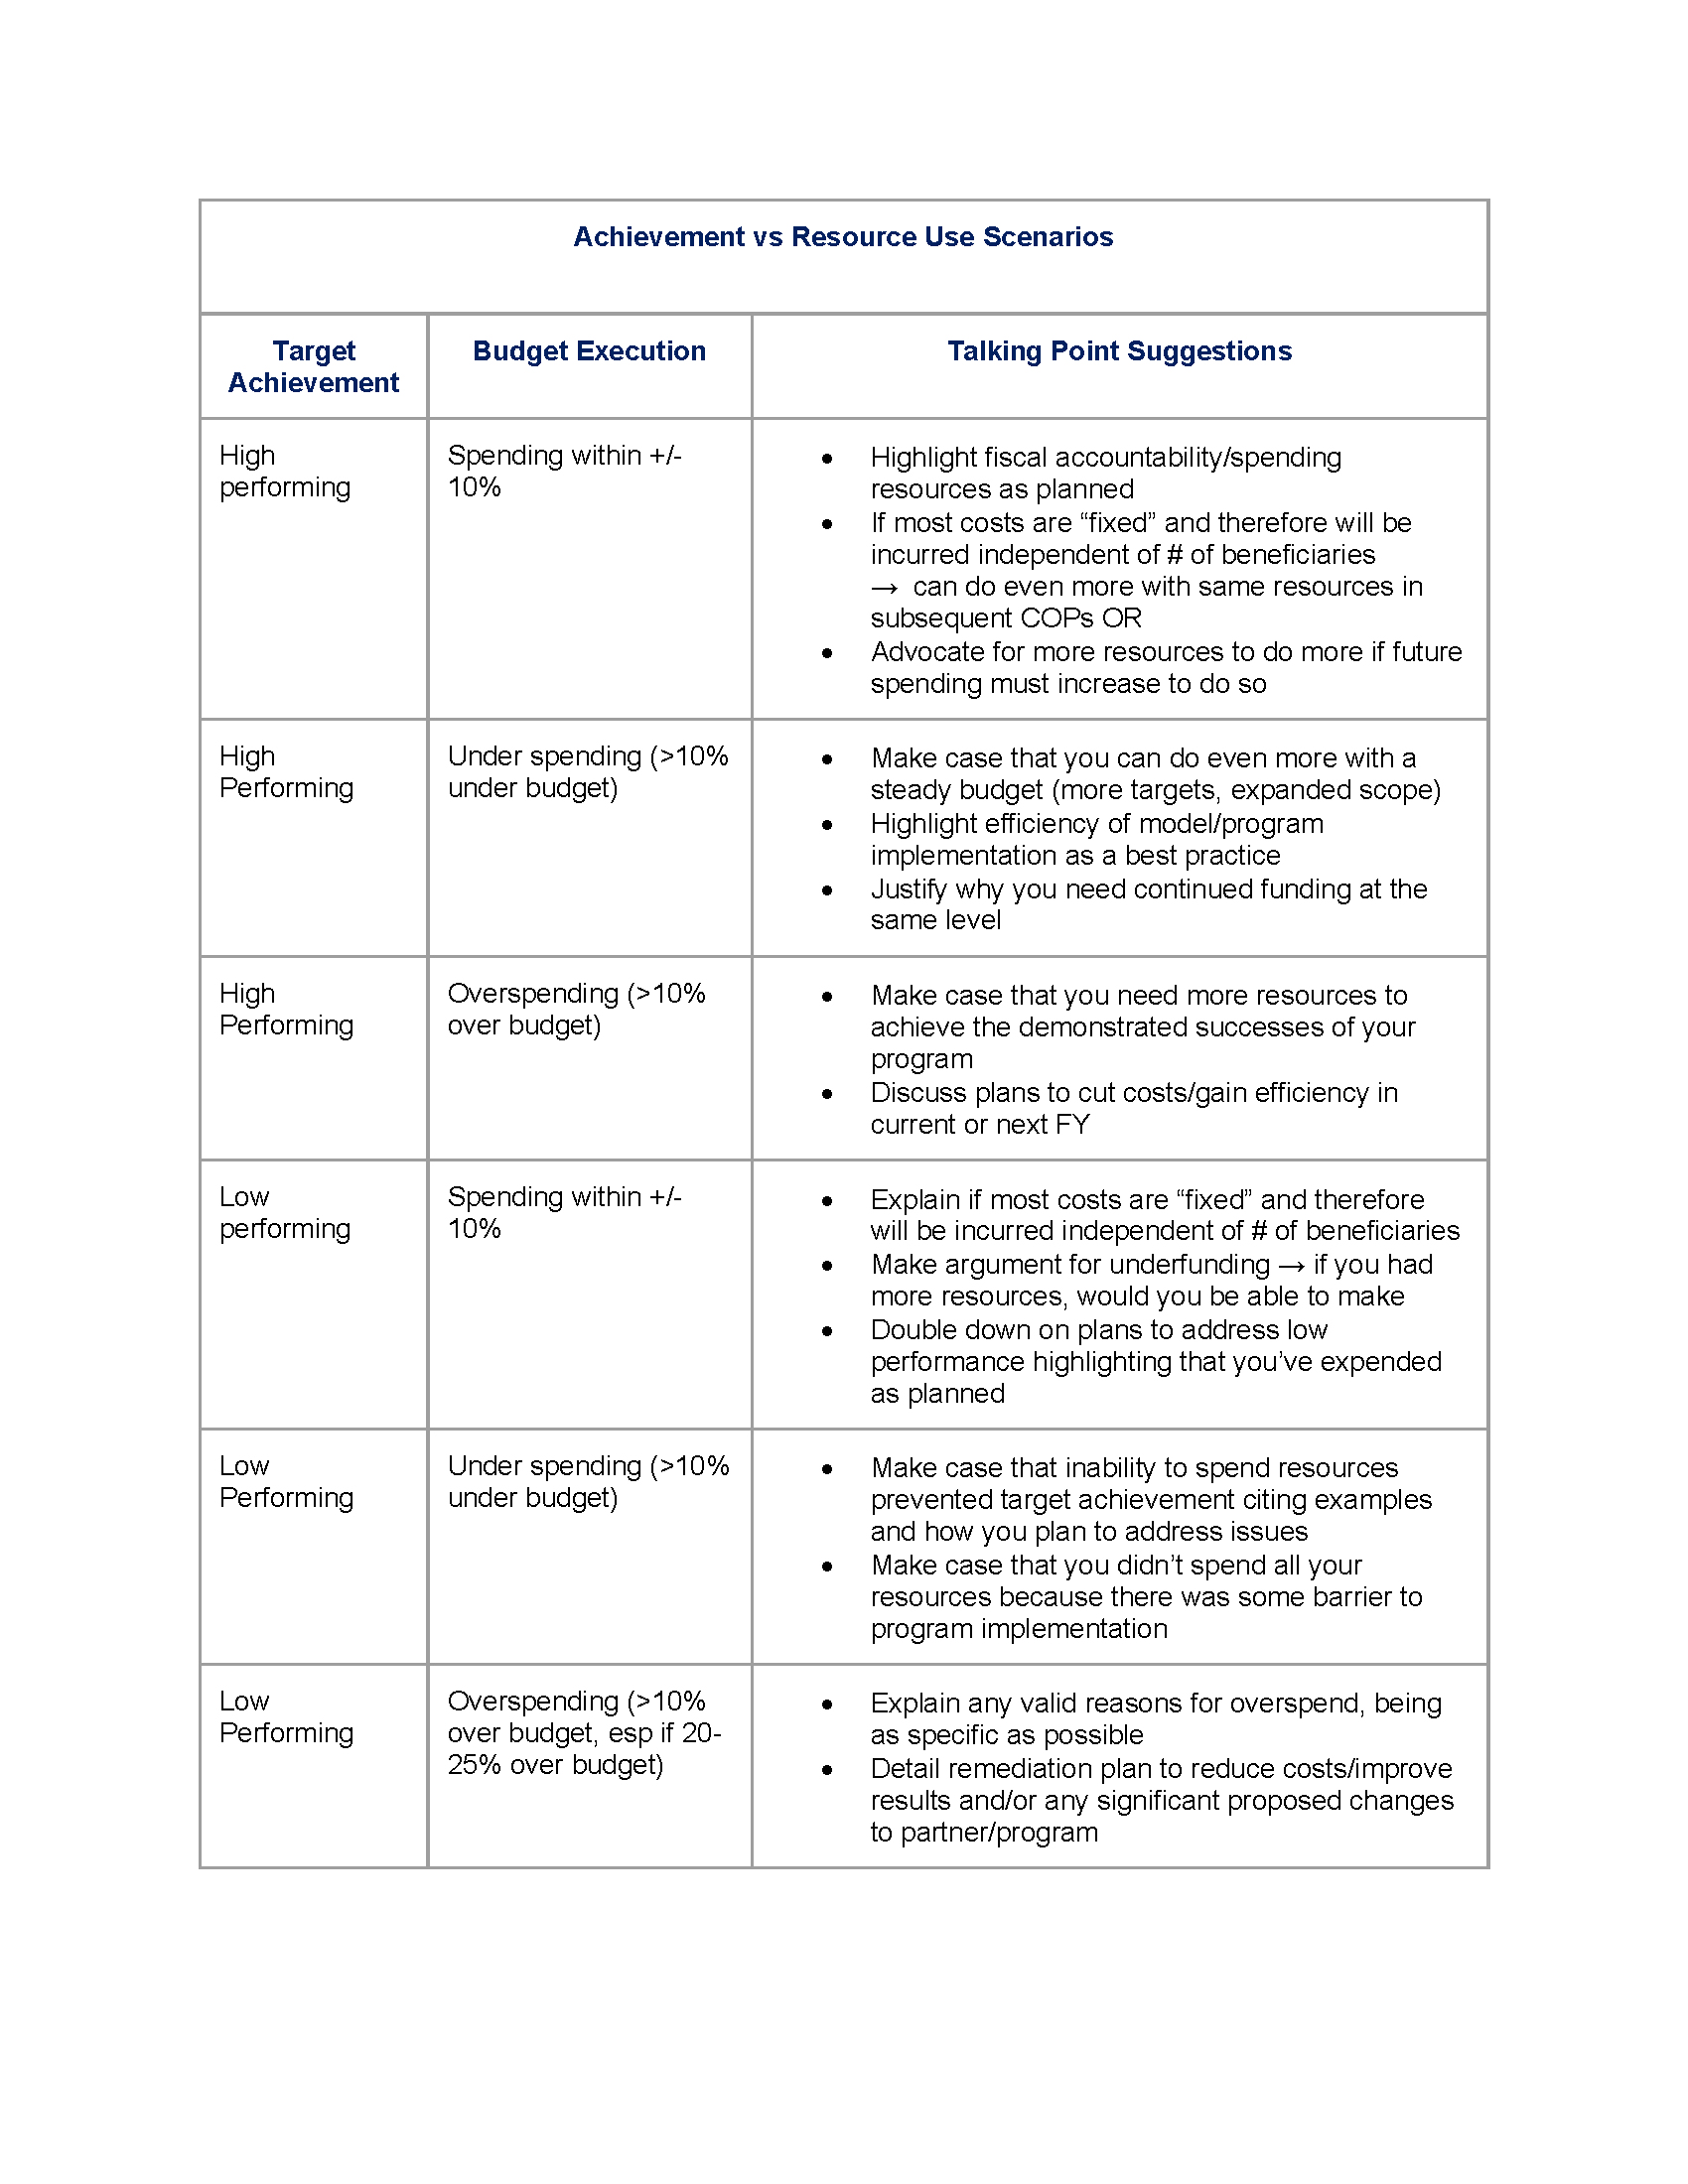 Achievement vs Resource Use Scenarios
Target
Achievement
Budget Execution
Talking Point Suggestions
High
performing
Spending within +/-
10%
• Highlight fiscal accountability/spending
resources as planned
• If most costs are “fixed” and therefore will be
incurred independent of # of beneficiaries
→ can do even more with same resources in
subsequent COPs OR
• Advocate for more resources to do more if future
spending must increase to do so
High
Performing
Under spending (>10%
under budget)
• Make case that you can do even more with a
steady budget (more targets, expanded scope)
• Highlight efficiency of model/program
implementation as a best practice
• Justify why you need continued funding at the
same level
High
Performing
Overspending (>10%
over budget)
• Make case that you need more resources to
achieve the demonstrated successes of your
program
• Discuss plans to cut costs/gain efficiency in
current or next FY
Low
performing
Spending within +/-
10%
• Explain if most costs are “fixed” and therefore
will be incurred independent of # of beneficiaries
• Make argument for underfunding → if you had
more resources, would you be able to make
• Double down on plans to address low
performance highlighting that you’ve expended
as planned
Low
Performing
Under spending (>10%
under budget)
• Make case that inability to spend resources
prevented target achievement citing examples
and how you plan to address issues
• Make case that you didn’t spend all your
resources because there was some barrier to
program implementation
Low
Performing
Overspending (>10%
over budget, esp if 20-
25% over budget)
• Explain any valid reasons for overspend, being
as specific as possible
• Detail remediation plan to reduce costs/improve
results and/or any significant proposed changes
to partner/program